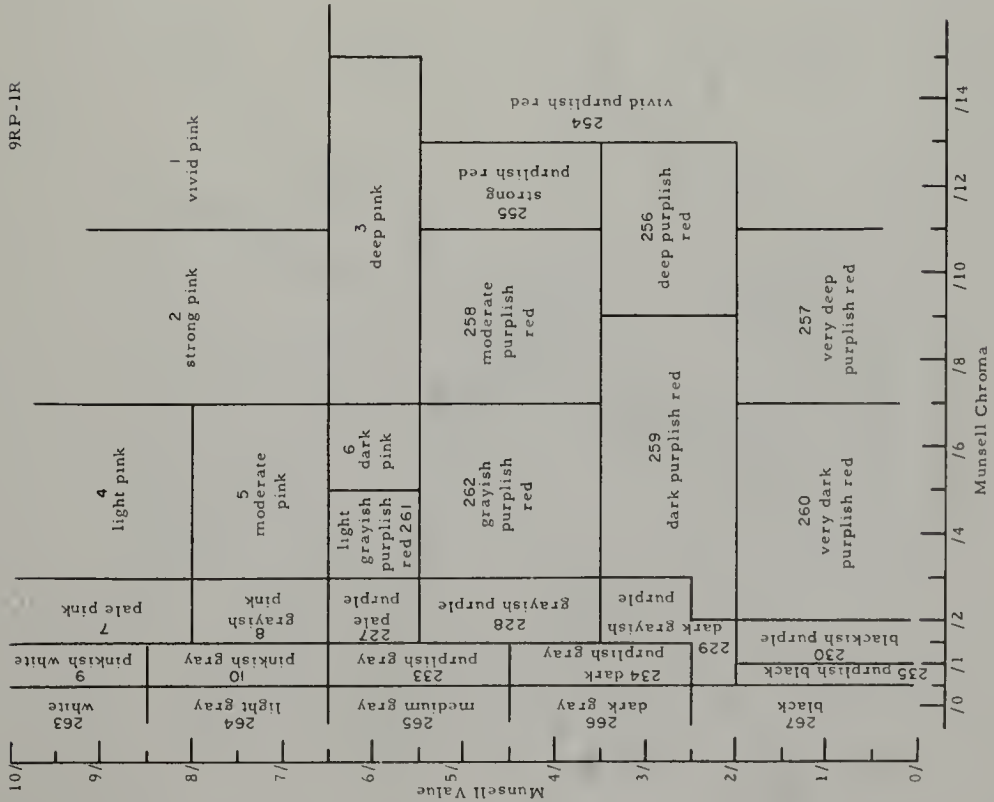 9RP-1R
1
vivid pink
2
strong pink
3
deep pink
4
light pink
5
moderate
pink
6
dark
pink
light
grayish
purplish
red 261
7
pale pink
8
grayish
pink
9
pinkish white
10
pinkish gray
227
pale
purple
228
grayish purple
229
dark grayish
purple
230
blackish purple
233
purplish gray
234 dark
purplish gray
235 purplish black
254
vivid purplish red
255
strong
purplish red
256
deep purplish
red
257
very deep
purplish red
258
moderate
purplish
red
259
dark purplish red
260
very dark
purplish red
262
grayish
purplish
red
263
white
264
light gray
265
medium gray
266
dark gray
267
black
Munsell Value
10/
9/
8/
7/
6/
5/
4/
3/
2/
1/
0/
/0
/1
/2
/4
/6
/8
/10
/12
/14
Munsell Chroma